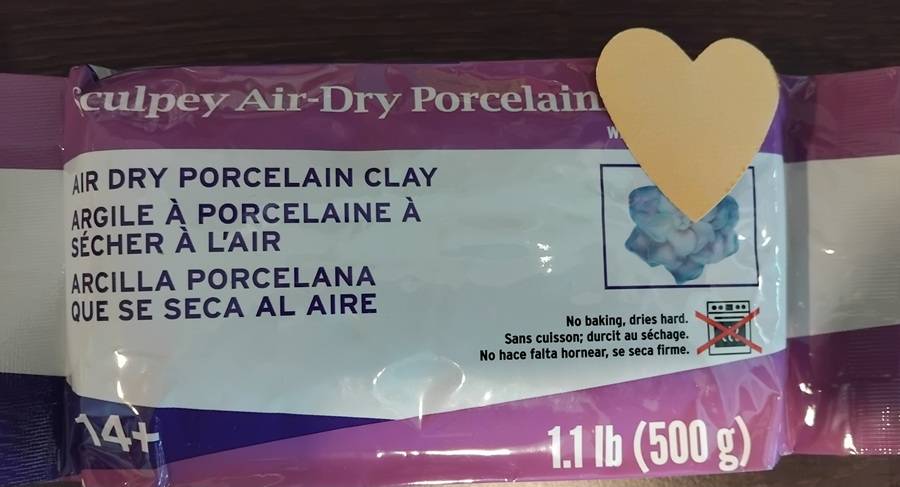 Sculpey Air-Dry Porcelain
AIR DRY PORCELAIN CLAY
ARGILE À PORCELAINE À
SÉCHER À L'AIR
ARCILLA PORCELANA
QUE SE SECA AL AIRE
No baking, dries hard.
Sans cuisson; durcit au séchage.
No hace falta hornear, se seca firme.
14+
1.1 lb (500 g)